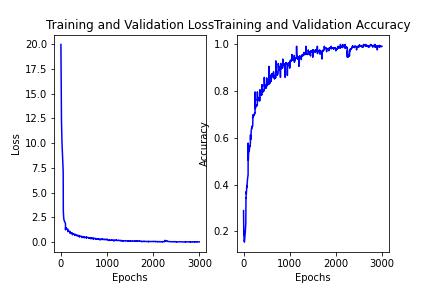 Training and Validation Loss
20.0
17.5
15.0
12.5
10.0
7.5
5.0
2.5
0.0
Loss
0 1000 2000 3000
Epochs
Training and Validation Accuracy
1.0
0.8
0.6
0.4
0.2
Accuracy
0 1000 2000 3000
Epochs